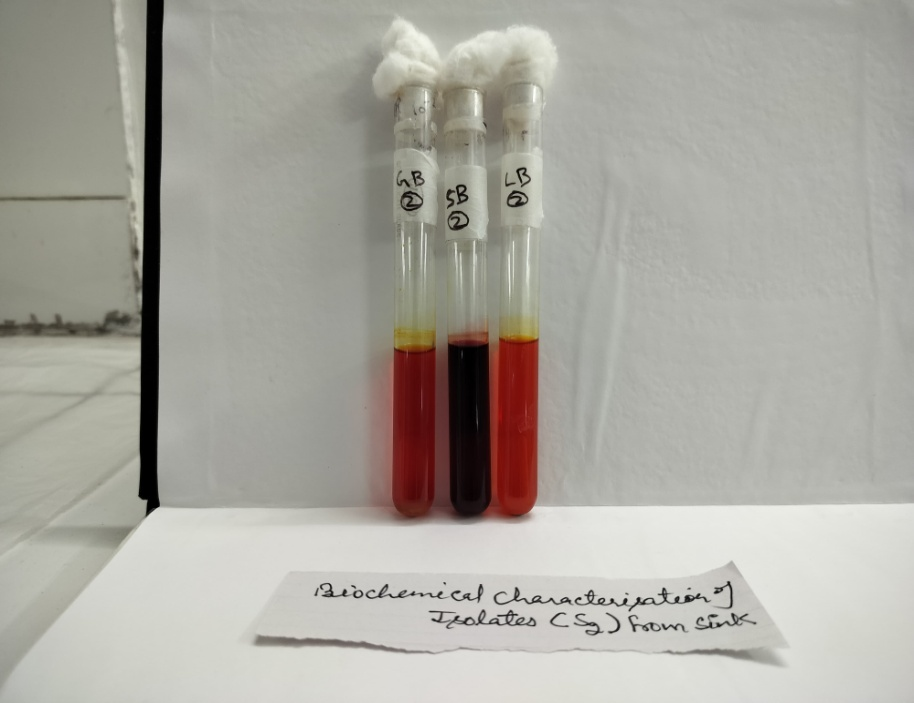 GB
②
SB
②
LB
②
Biochemical Characterization of
Isolates (S2) from Sink